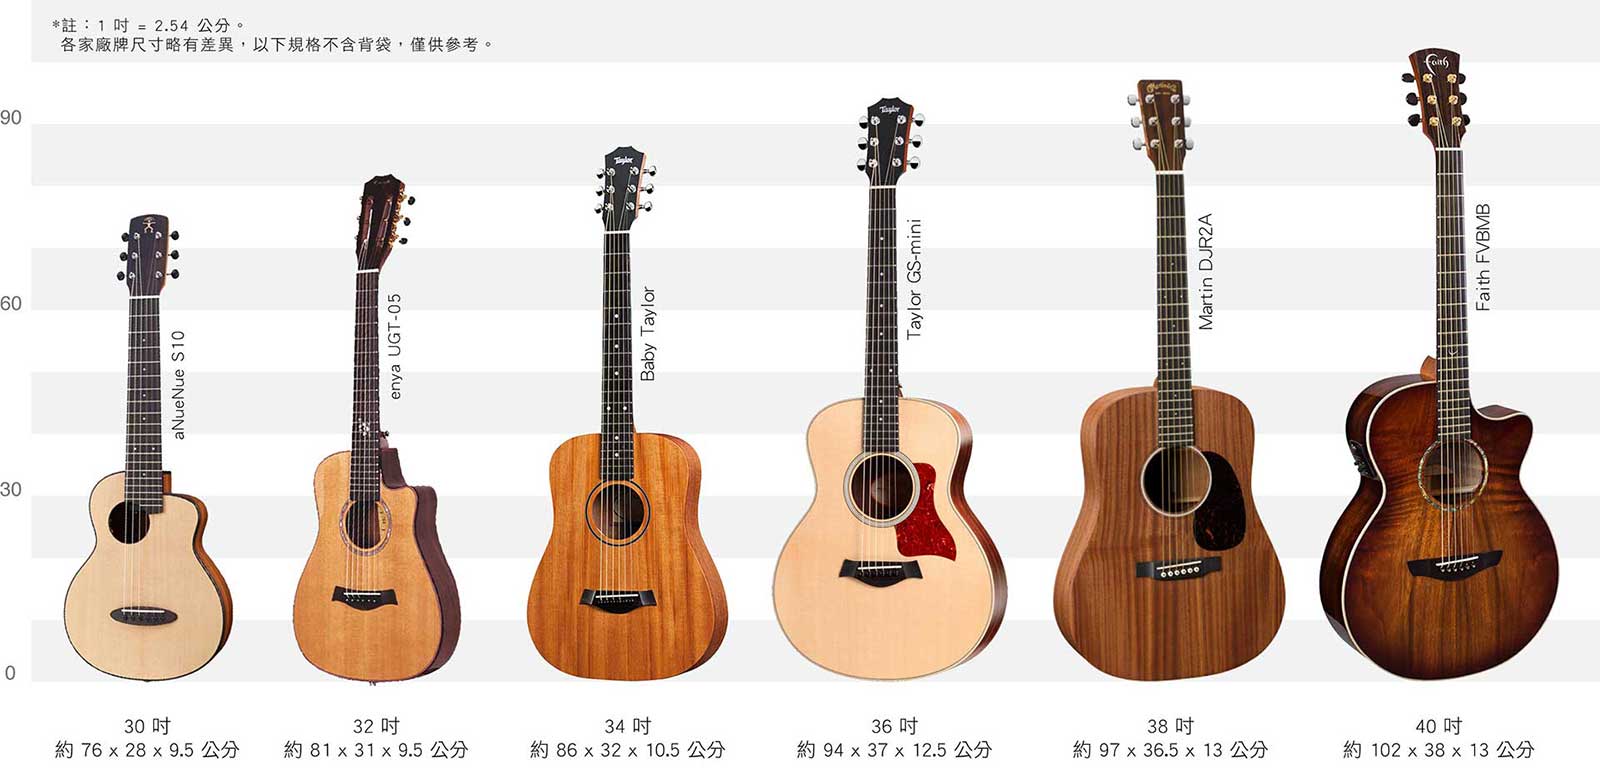 *註：1 吋 = 2.54 公分。
各家廠牌尺寸略有差異，以下規格不含背袋，僅供參考。
90
60
30
0
aNueNue S10
enya UGT-05
Taylor
Baby Taylor
Taylor
Taylor GS-mini
Martin DJR2A
Faith
Faith FVBMB
30 吋
約 76 x 28 x 9.5 公分
32 吋
約 81 x 31 x 9.5 公分
34 吋
約 86 x 32 x 10.5 公分
36 吋
約 94 x 37 x 12.5 公分
38 吋
約 97 x 36.5 x 13 公分
40 吋
約 102 x 38 x 13 公分